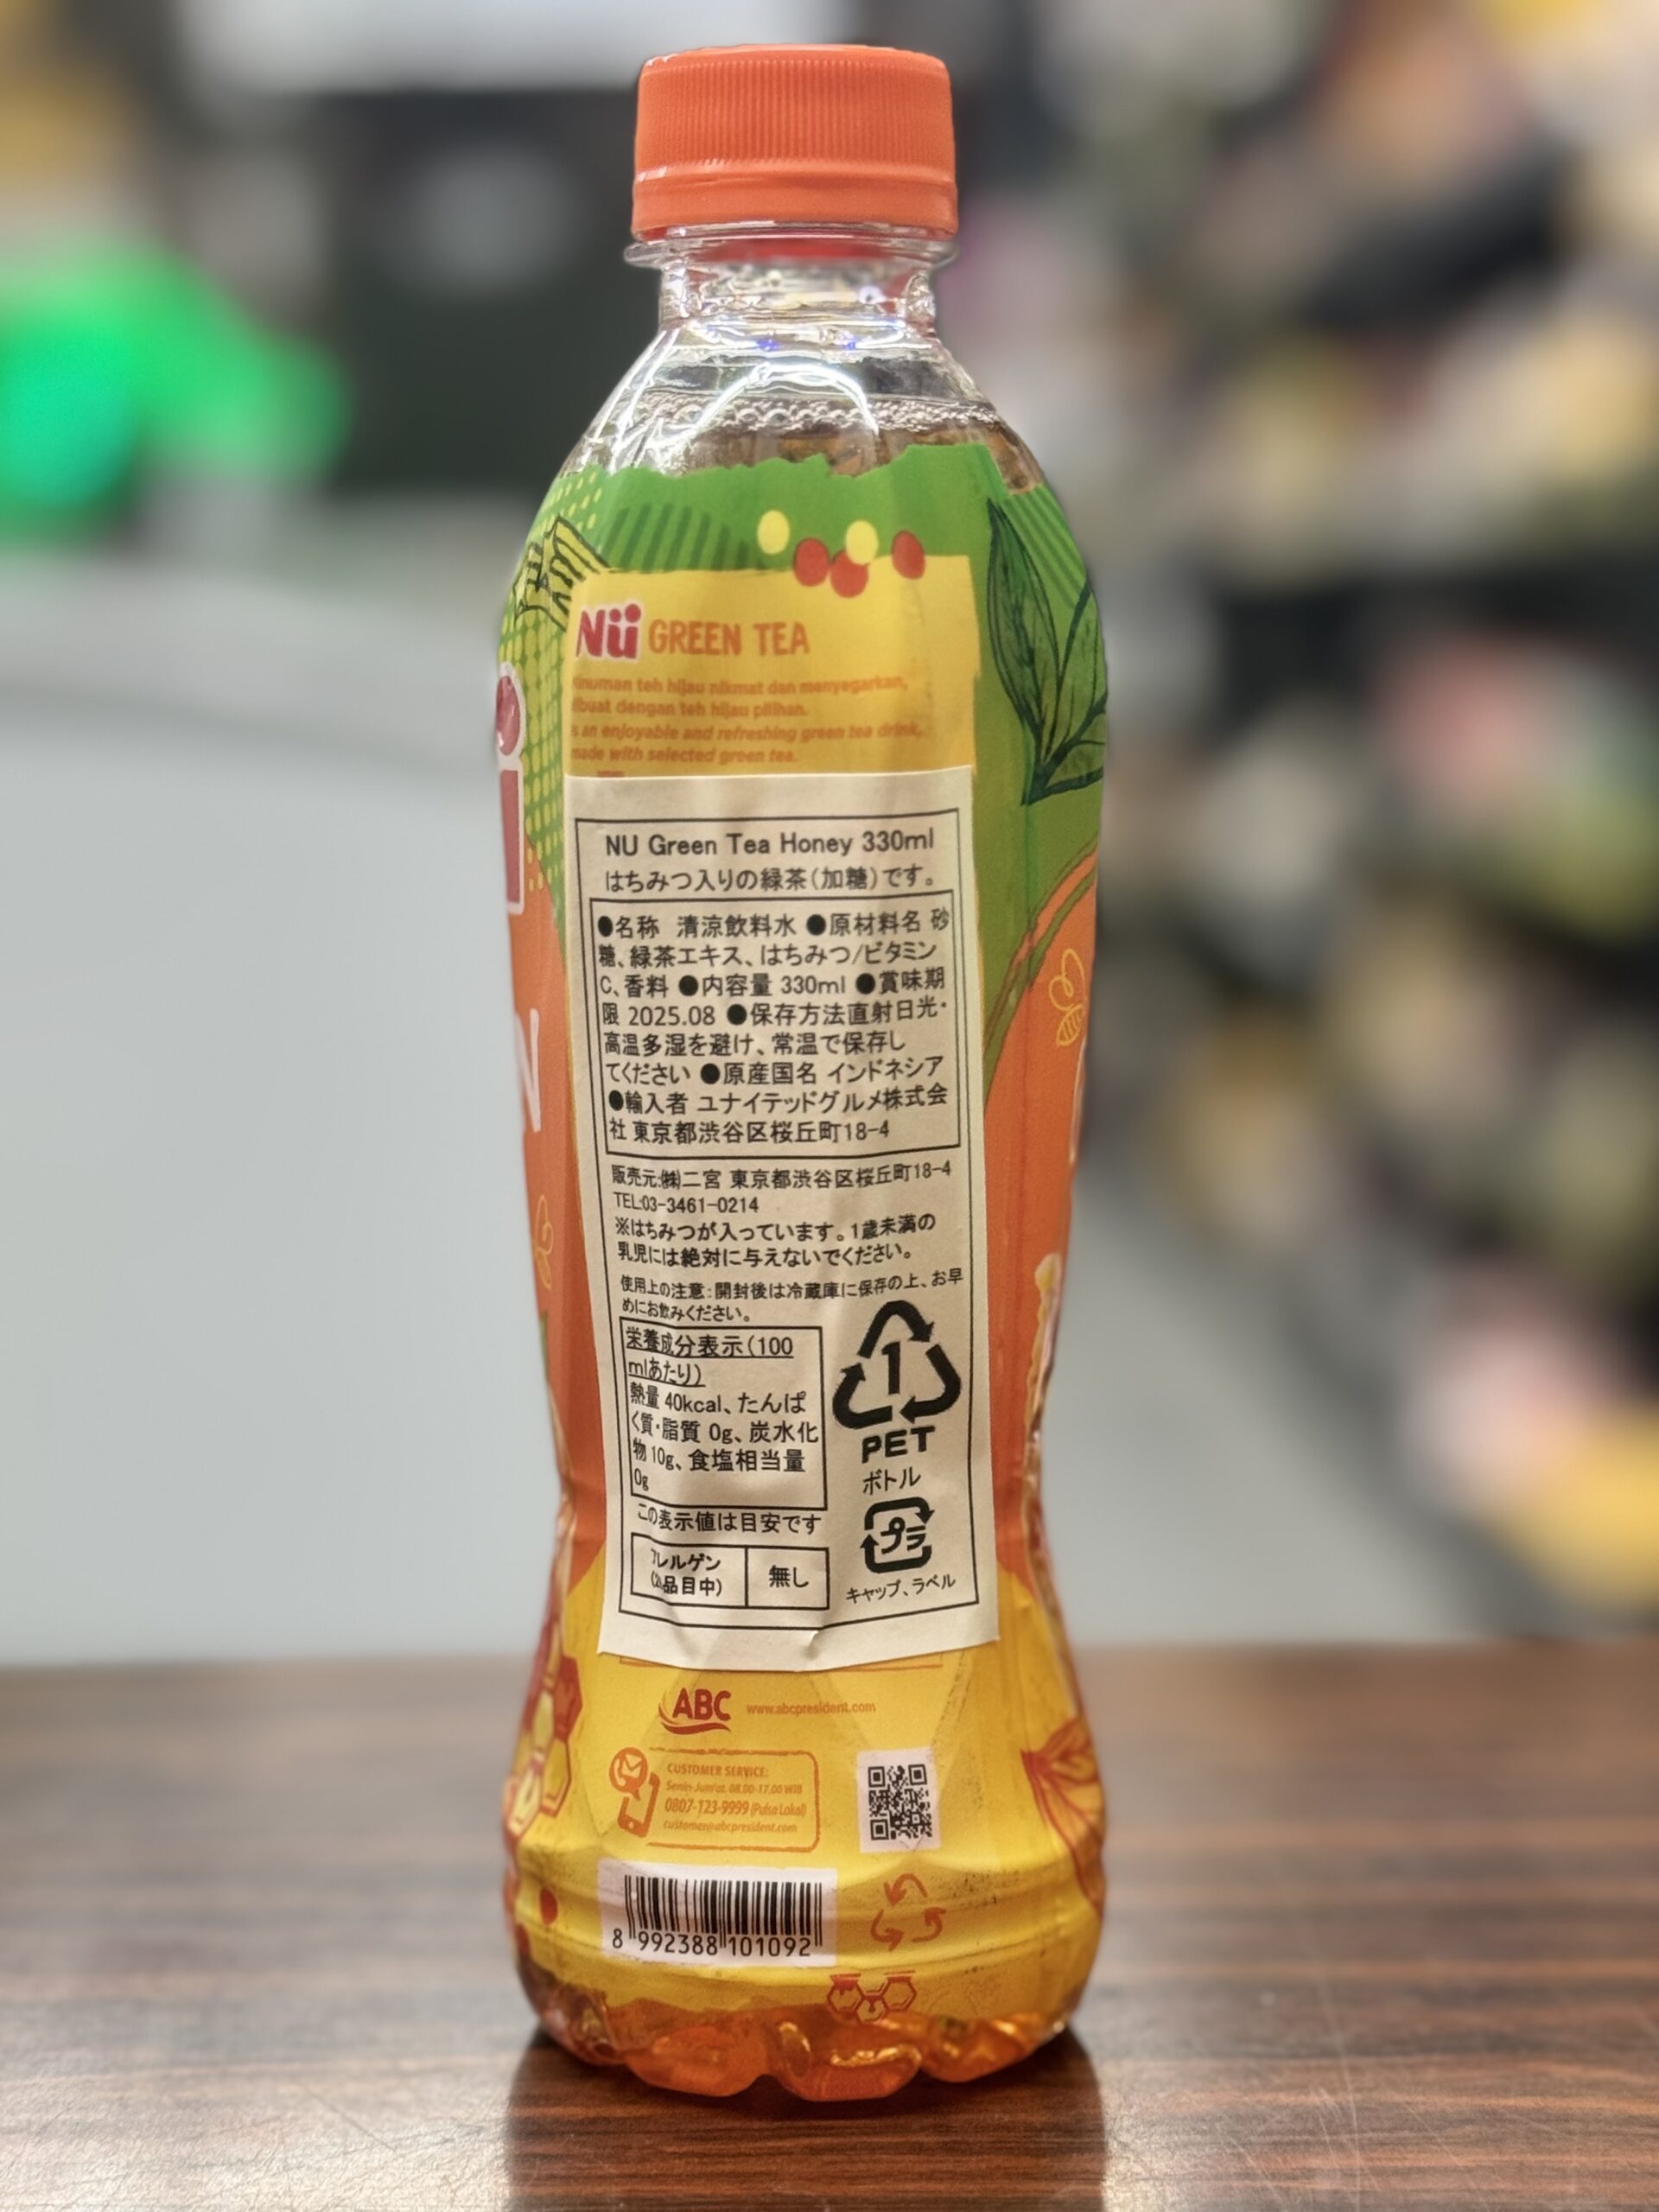 Nü GREEN TEA
minuman teh hijau nikmat dan menyegarkan,
dibuat dengan teh hijau pilihan.
is an enjoyable and refreshing green tea drink,
made with selected green tea.
NU Green Tea Honey 330ml
はちみつ入りの緑茶(加糖)です。
●名称 清涼飲料水 ●原材料名 砂
糖、緑茶エキス、はちみつ/ビタミン
C、香料 ●内容量 330ml ●賞味期
限 2025.08 ●保存方法直射日光・
高温多湿を避け、常温で保存し
てください ●原産国名 インドネシア
●輸入者 ユナイテッドグルメ株式会
社 東京都渋谷区桜丘町18-4
販売元:㈱二宮 東京都渋谷区桜丘町18-4
TEL:03-3461-0214
※はちみつが入っています。1歳未満の
乳児には絶対に与えないでください。
使用上の注意:開封後は冷蔵庫に保存の上、お早
めにお飲みください。
栄養成分表示(100
mlあたり)
熱量 40kcal、たんぱ
く質・脂質 0g、炭水化
物 10g、食塩相当量
0g
この表示値は目安です
アレルゲン
品目中)
無し
1
PET
ボトル
プラ
キャップ、ラベル
ABC www.abcpresident.com
CUSTOMER SERVICE:
Senin-Jum'at. 08.00-17.00 WIB
0807-123-9999 (Pulsa Lokal)
customer@abcpresident.com
8 992388 101092